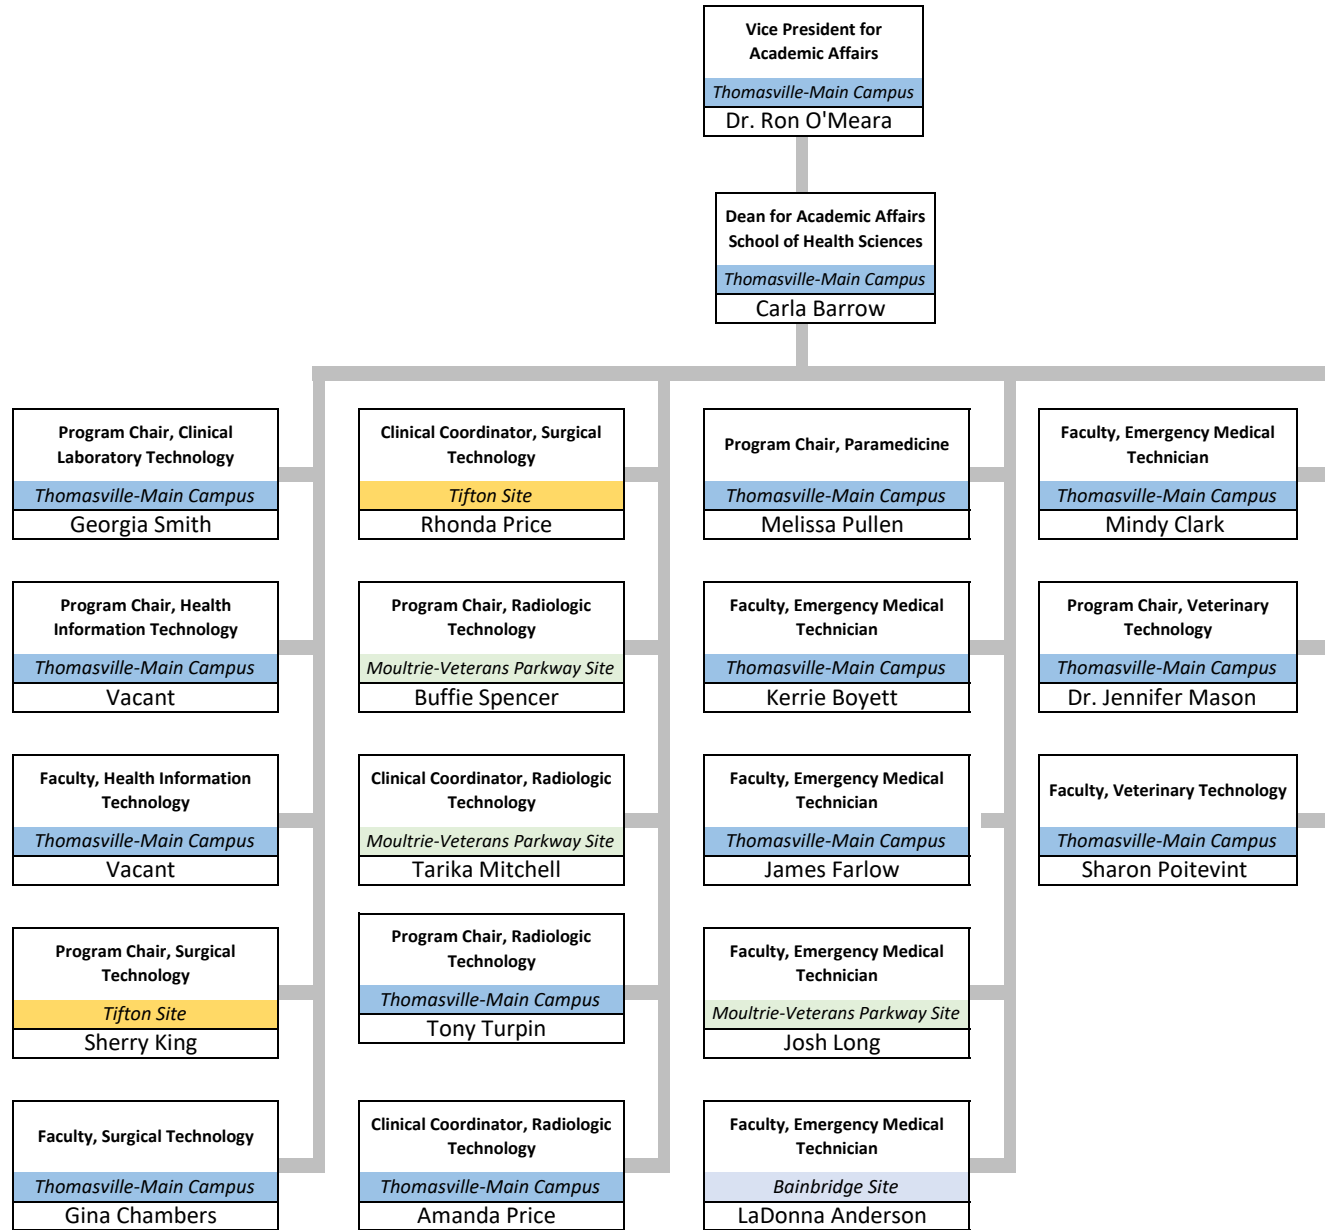 Vice President for
Academic Affairs
Thomasville-Main Campus
Dr. Ron O'Meara
Dean for Academic Affairs
School of Health Sciences
Thomasville-Main Campus
Carla Barrow
Program Chair, Clinical
Laboratory Technology
Thomasville-Main Campus
Georgia Smith
Clinical Coordinator, Surgical
Technology
Tifton Site
Rhonda Price
Program Chair, Paramedicine
Thomasville-Main Campus
Melissa Pullen
Faculty, Emergency Medical
Technician
Thomasville-Main Campus
Mindy Clark
Program Chair, Health
Information Technology
Thomasville-Main Campus
Vacant
Program Chair, Radiologic
Technology
Moultrie-Veterans Parkway Site
Buffie Spencer
Faculty, Emergency Medical
Technician
Thomasville-Main Campus
Kerrie Boyett
Program Chair, Veterinary
Technology
Thomasville-Main Campus
Dr. Jennifer Mason
Faculty, Health Information
Technology
Thomasville-Main Campus
Vacant
Clinical Coordinator, Radiologic
Technology
Moultrie-Veterans Parkway Site
Tarika Mitchell
Faculty, Emergency Medical
Technician
Thomasville-Main Campus
James Farlow
Faculty, Veterinary Technology
Thomasville-Main Campus
Sharon Poitevint
Program Chair, Surgical
Technology
Tifton Site
Sherry King
Program Chair, Radiologic
Technology
Thomasville-Main Campus
Tony Turpin
Faculty, Emergency Medical
Technician
Moultrie-Veterans Parkway Site
Josh Long
Faculty, Surgical Technology
Thomasville-Main Campus
Gina Chambers
Clinical Coordinator, Radiologic
Technology
Thomasville-Main Campus
Amanda Price
Faculty, Emergency Medical
Technician
Bainbridge Site
LaDonna Anderson